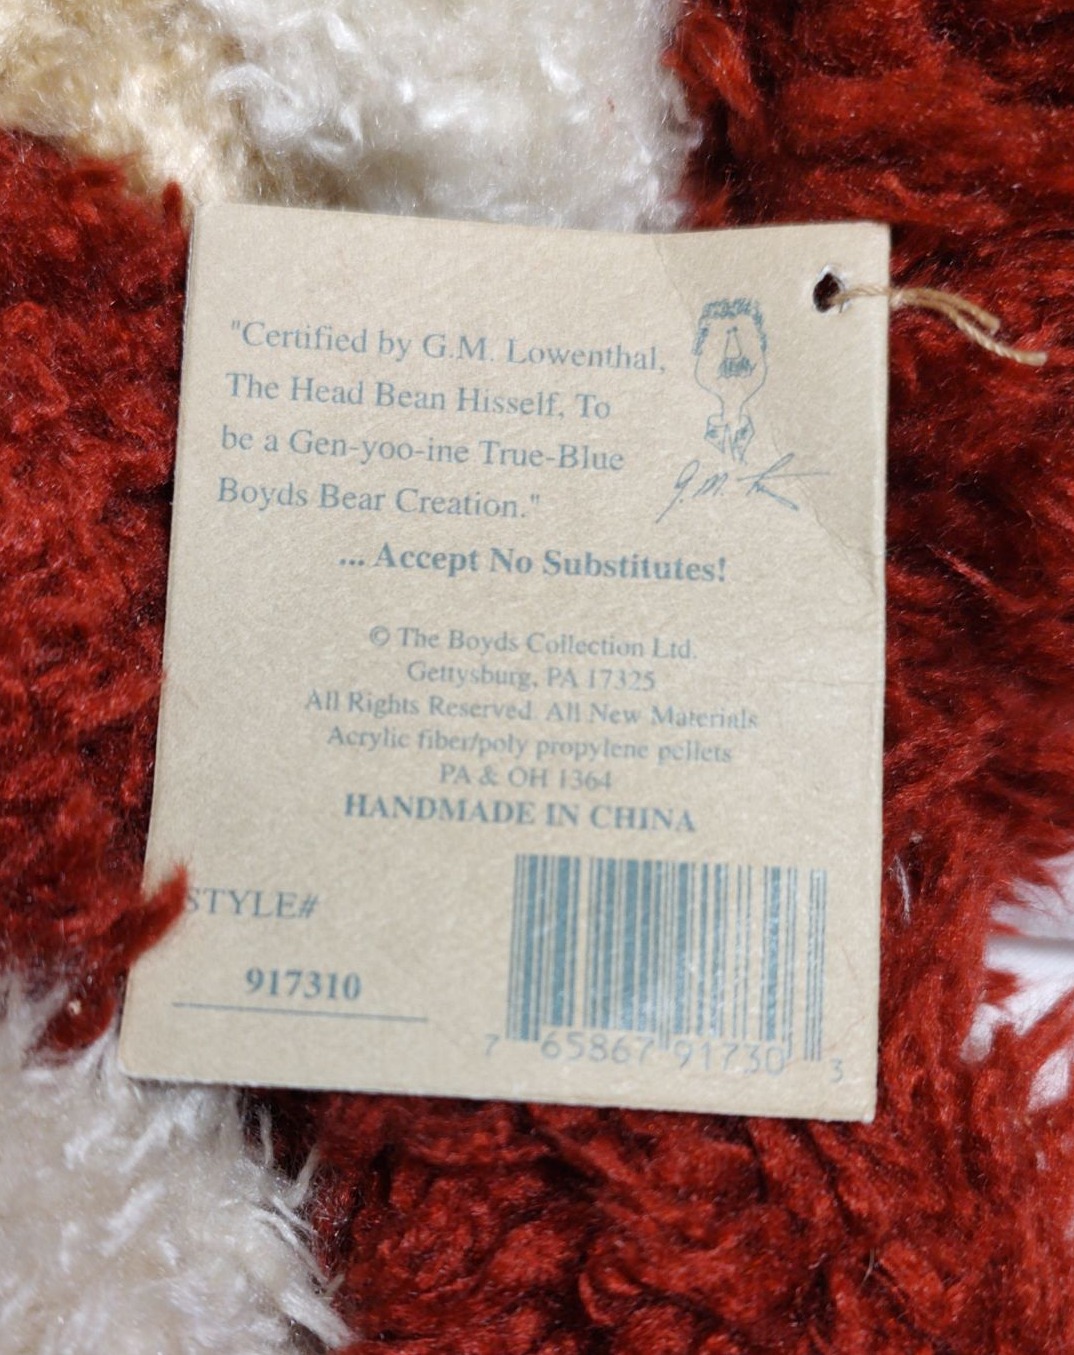 "Certified by G.M. Lowenthal,
The Head Bean Hisself, To
be a Gen-yoo-ine True-Blue
Boyds Bear Creation."
G.M.
... Accept No Substitutes!
© The Boyds Collection Ltd.
Gettysburg, PA 17325
All Rights Reserved. All New Materials
Acrylic fiber/poly propylene pellets
PA & OH 1364
HANDMADE IN CHINA
STYLE#
917310
7 65867 91730 3